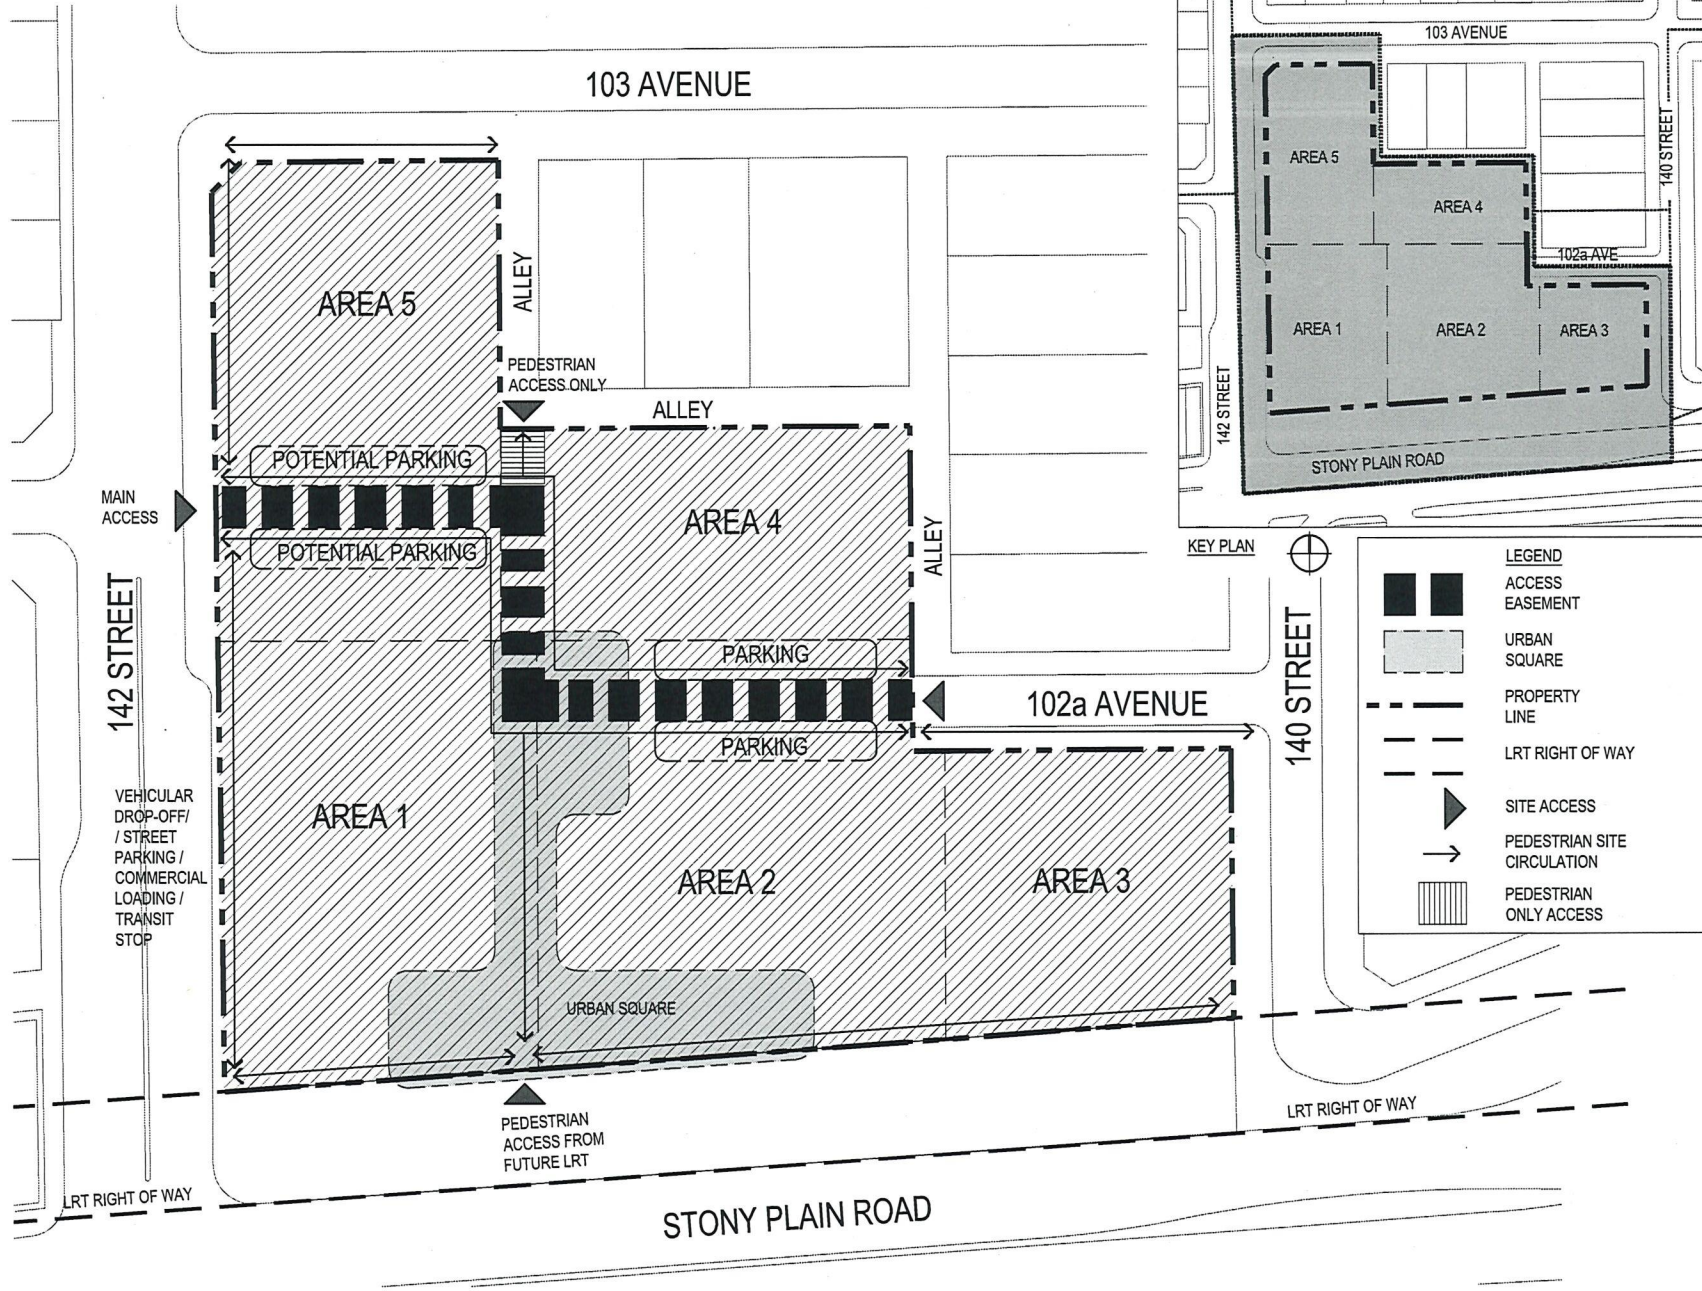 103 AVENUE
103 AVENUE
AREA 5
ALLEY
AREA 5
AREA 4
140 STREET
102a AVE
AREA 1
AREA 2
AREA 3
142 STREET
STONY PLAIN ROAD
PEDESTRIAN
ACCESS ONLY
ALLEY
POTENTIAL PARKING
MAIN
ACCESS
POTENTIAL PARKING
AREA 4
ALLEY
KEY PLAN
LEGEND
ACCESS
EASEMENT
URBAN
SQUARE
PROPERTY
LINE
LRT RIGHT OF WAY
SITE ACCESS
PEDESTRIAN SITE
CIRCULATION
PEDESTRIAN
ONLY ACCESS
142 STREET
PARKING
PARKING
102a AVENUE
140 STREET
VEHICULAR
DROP-OFF/
/ STREET
PARKING /
COMMERCIAL
LOADING /
TRANSIT
STOP
AREA 1
AREA 2
AREA 3
URBAN SQUARE
PEDESTRIAN
ACCESS FROM
FUTURE LRT
LRT RIGHT OF WAY
LRT RIGHT OF WAY
STONY PLAIN ROAD